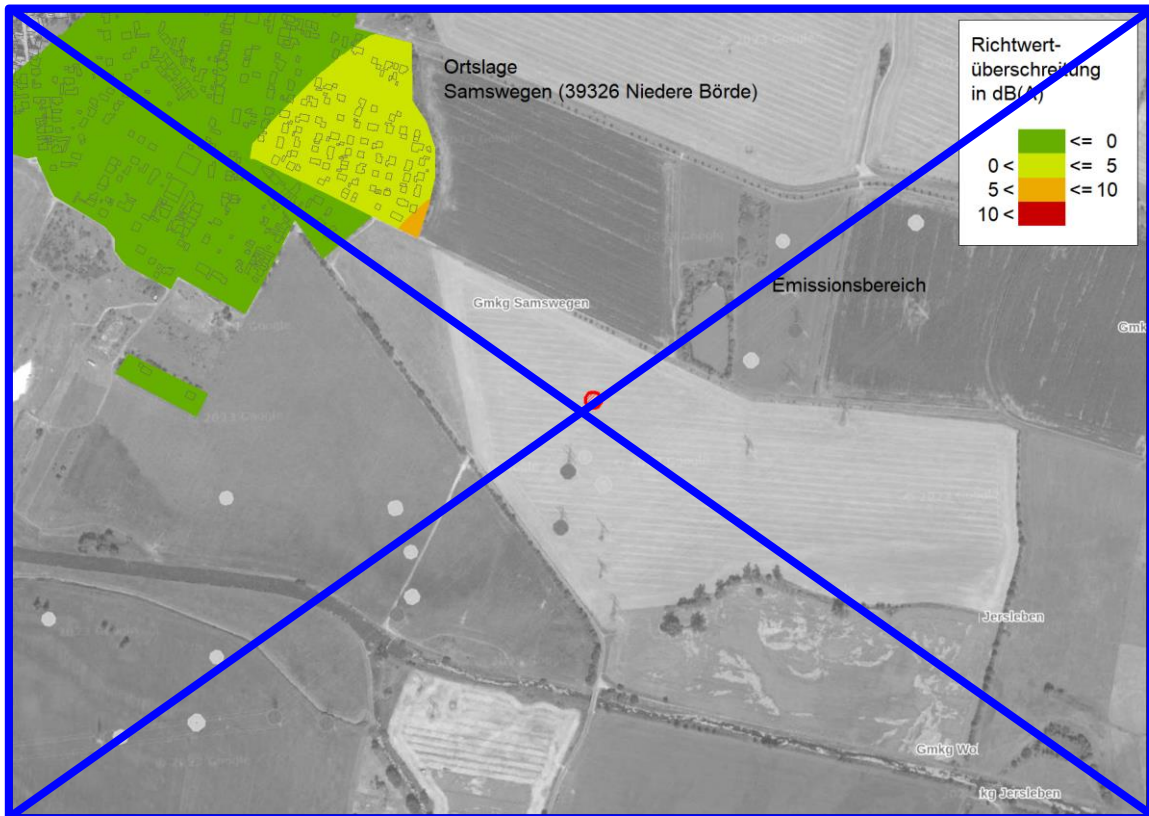 Ortslage
Samswegen (39326 Niedere Börde)
Richtwert-
überschreitung
in dB(A)
<= 0
0 < <= 5
5 < <= 10
10 <
Emissionsbereich
Gmkg Samswegen
Gmk
Jersleben
Gmkg Wol
kg Jersleben